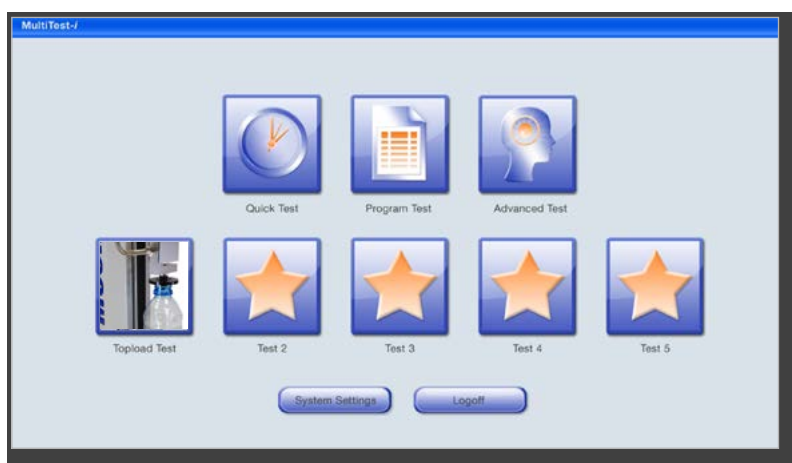 MultiTest-i
Quick Test
Program Test
Advanced Test
Topload Test
Test 2
Test 3
Test 4
Test 5
System Settings
Logoff